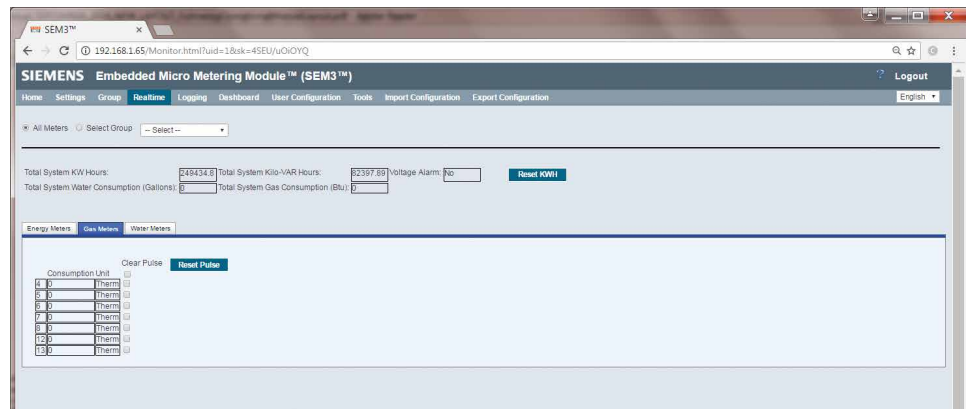 SEM3™
192.168.1.65/Monitor.html?uid=1&sk=4SEU/uOiOYQ
SIEMENS Embedded Micro Metering Module™ (SEM3™)
? Logout
Home Settings Group Realtime Logging Dashboard User Configuration Tools Import Configuration Export Configuration English
All Meters Select Group -- Select --
Total System KW Hours: 249434.8 Total System Kilo-VAR Hours: 82397.89 Voltage Alarm: No Reset KWH
Total System Water Consumption (Gallons): 0 Total System Gas Consumption (Btu): 0
Energy Meters Gas Meters Water Meters
Clear Pulse Reset Pulse
Consumption Unit
4 0 Therm
5 0 Therm
6 0 Therm
7 0 Therm
8 0 Therm
12 0 Therm
13 0 Therm